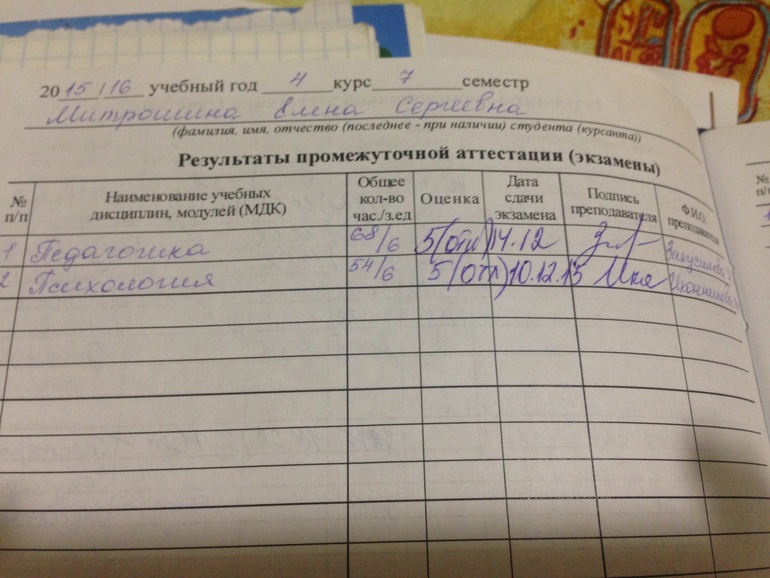 2015/16 учебный год 4 курс 7 семестр
Митрошина Елена Сергеевна
(фамилия, имя, отчество (последнее - при наличии) студента (курсанта))
Результаты промежуточной аттестации (экзамены)
№ п/п Наименование учебных дисциплин, модулей (МДК) Общее кол-во час./з.ед Оценка Дата сдачи экзамена Подпись преподавателя Ф.И.О. преподавателя
1 Педагогика 68/6 5(отл) 14.12
2 Психология 54/6 5(отл) 10.12.15
№